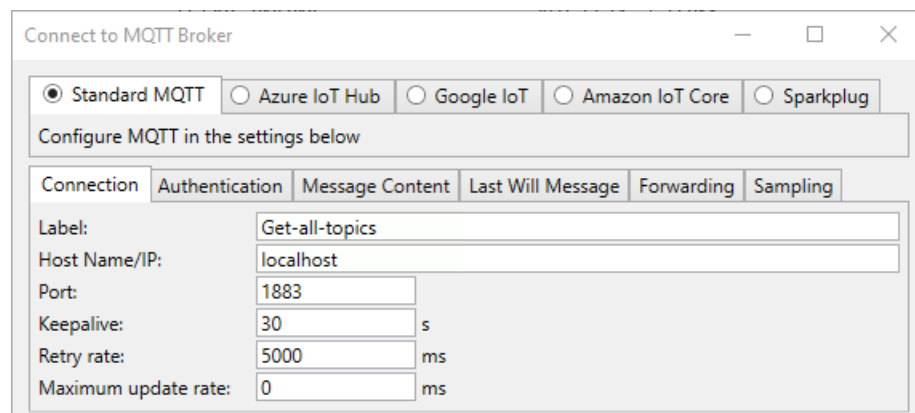 Connect to MQTT Broker
Standard MQTT Azure IoT Hub Google IoT Amazon IoT Core Sparkplug
Configure MQTT in the settings below
Connection Authentication Message Content Last Will Message Forwarding Sampling
Label: Get-all-topics
Host Name/IP: localhost
Port: 1883
Keepalive: 30 s
Retry rate: 5000 ms
Maximum update rate: 0 ms